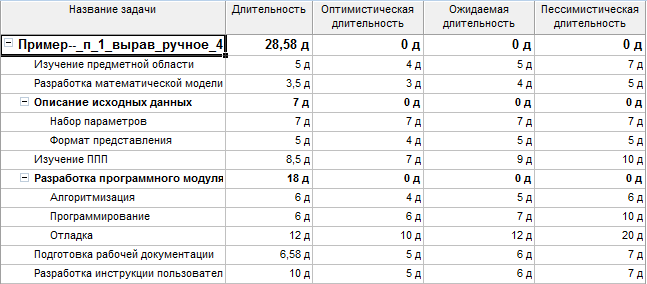 Название задачи Длительность Оптимистическая длительность Ожидаемая длительность Пессимистическая длительность
Пример--_п_1_вырав_ручное_4 28,58 д 0 д 0 д 0 д
Изучение предметной области 5 д 4 д 5 д 7 д
Разработка математической модели 3,5 д 3 д 4 д 5 д
Описание исходных данных 7 д 0 д 0 д 0 д
Набор параметров 7 д 7 д 7 д 7 д
Формат представления 5 д 4 д 5 д 5 д
Изучение ППП 8,5 д 7 д 9 д 10 д
Разработка программного модуля 18 д 0 д 0 д 0 д
Алгоритмизация 6 д 4 д 5 д 6 д
Программирование 6 д 6 д 7 д 10 д
Отладка 12 д 10 д 12 д 20 д
Подготовка рабочей документации 6,58 д 5 д 6 д 7 д
Разработка инструкции пользовател 10 д 5 д 6 д 7 д